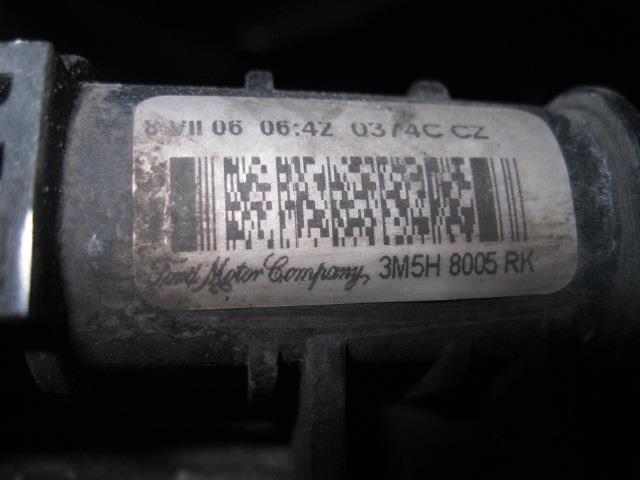 8 VII 06 06:42 0374C CZ
Ford Motor Company 3M5H 8005 RK